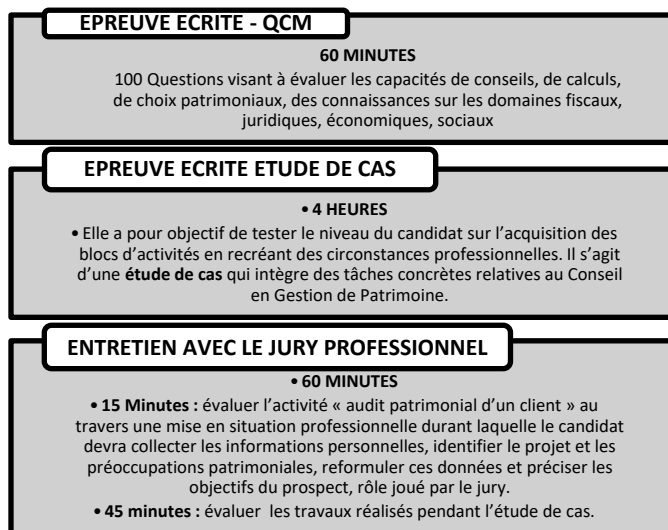 EPREUVE ECRITE - QCM
60 MINUTES
100 Questions visant à évaluer les capacités de conseils, de calculs,
de choix patrimoniaux, des connaissances sur les domaines fiscaux,
juridiques, économiques, sociaux
EPREUVE ECRITE ETUDE DE CAS
• 4 HEURES
• Elle a pour objectif de tester le niveau du candidat sur l'acquisition des
blocs d'activités en recréant des circonstances professionnelles. Il s'agit
d'une étude de cas qui intègre des tâches concrètes relatives au Conseil
en Gestion de Patrimoine.
ENTRETIEN AVEC LE JURY PROFESSIONNEL
• 60 MINUTES
• 15 Minutes : évaluer l'activité « audit patrimonial d'un client » au
travers une mise en situation professionnelle durant laquelle le candidat
devra collecter les informations personnelles, identifier le projet et les
préoccupations patrimoniales, reformuler ces données et préciser les
objectifs du prospect, rôle joué par le jury.
• 45 minutes : évaluer les travaux réalisés pendant l'étude de cas.